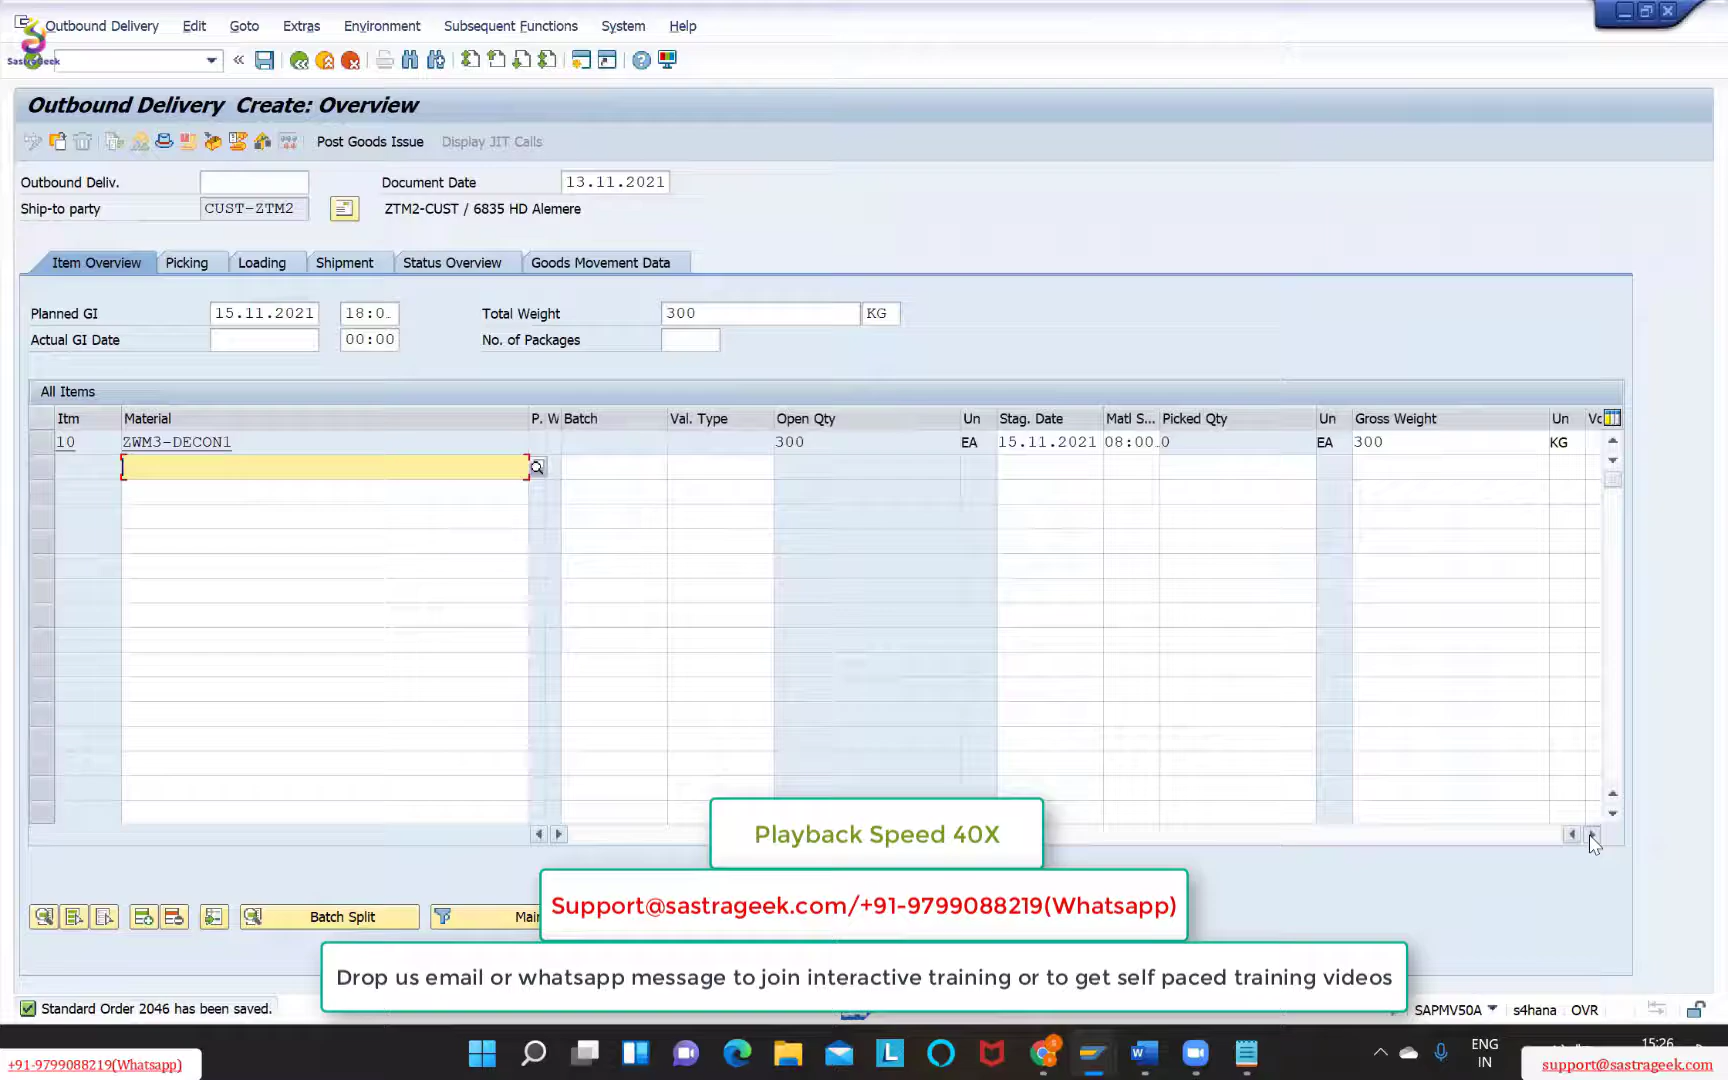 Outbound Delivery Edit Goto Extras Environment Subsequent Functions System Help
SastraGeek
Outbound Delivery Create: Overview
Post Goods Issue Display JIT Calls
Outbound Deliv. Document Date 13.11.2021
Ship-to party CUST-ZTM2 ZTM2-CUST / 6835 HD Alemere
Item Overview Picking Loading Shipment Status Overview Goods Movement Data
Planned GI 15.11.2021 18:0.. Total Weight 300 KG
Actual GI Date 00:00 No. of Packages
All Items
Itm Material P. W Batch Val. Type Open Qty Un Stag. Date Matl S... Picked Qty Un Gross Weight Un Vc
10 ZWM3-DECON1 300 EA 15.11.2021 08:00.. 0 EA 300 KG
Playback Speed 40X
Batch Split Mair
Support@sastrageek.com/+91-9799088219(Whatsapp)
Drop us email or whatsapp message to join interactive training or to get self paced training videos
Standard Order 2046 has been saved. SAPMV50A s4hana OVR
ENG
IN
15:26
+91-9799088219(Whatsapp)
support@sastrageek.com